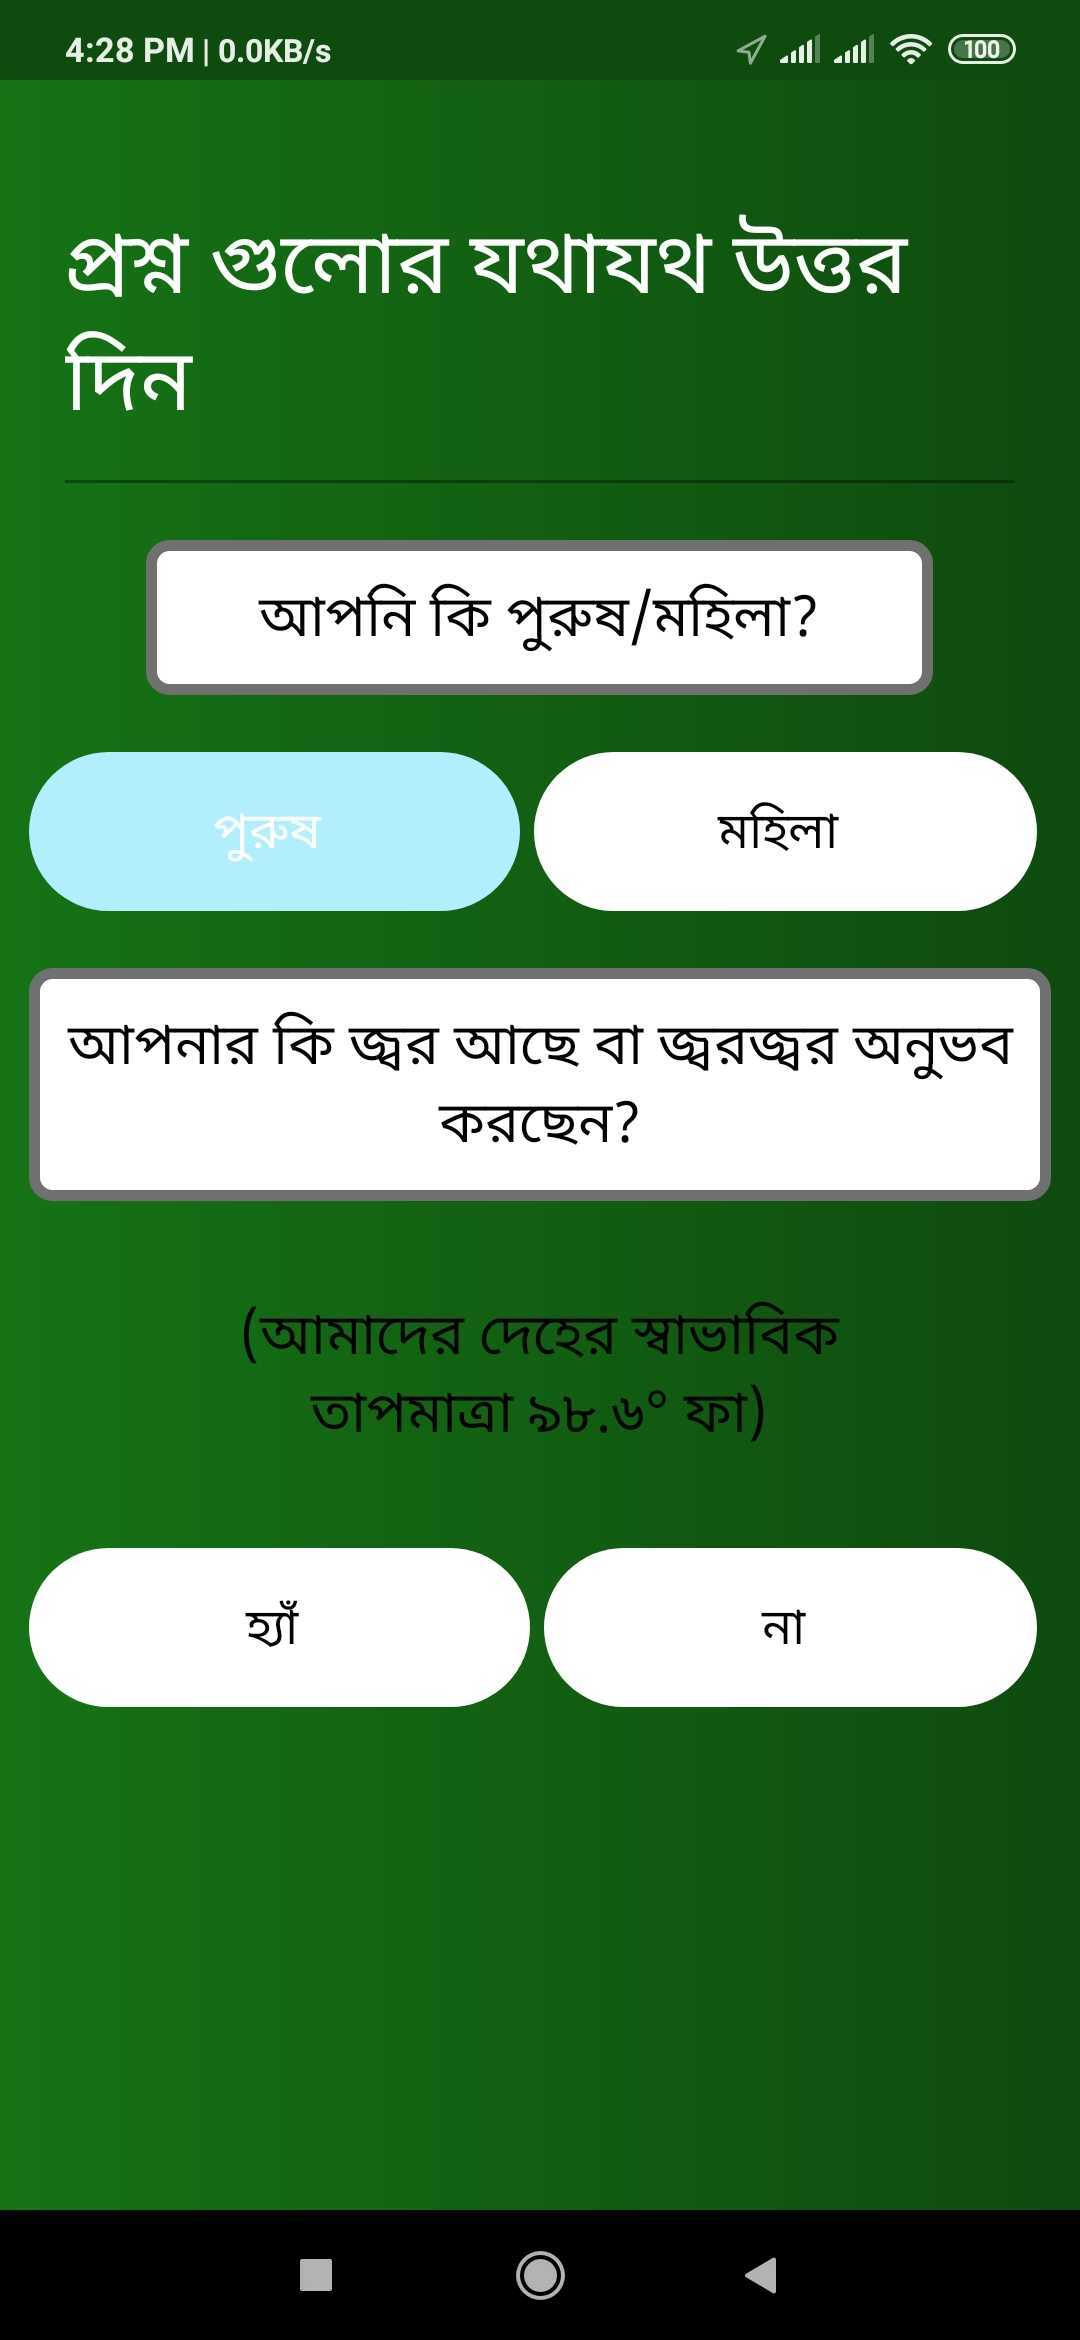 4:28 PM | 0.0KB/s
100
প্রশ্ন গুলোর যথাযথ উত্তর
দিন
আপনি কি পুরুষ/মহিলা?
পুরুষ
মহিলা
আপনার কি জ্বর আছে বা জ্বরজ্বর অনুভব
করছেন?
(আমাদের দেহের স্বাভাবিক
তাপমাত্রা ৯৮.৬° ফা)
হ্যাঁ
না